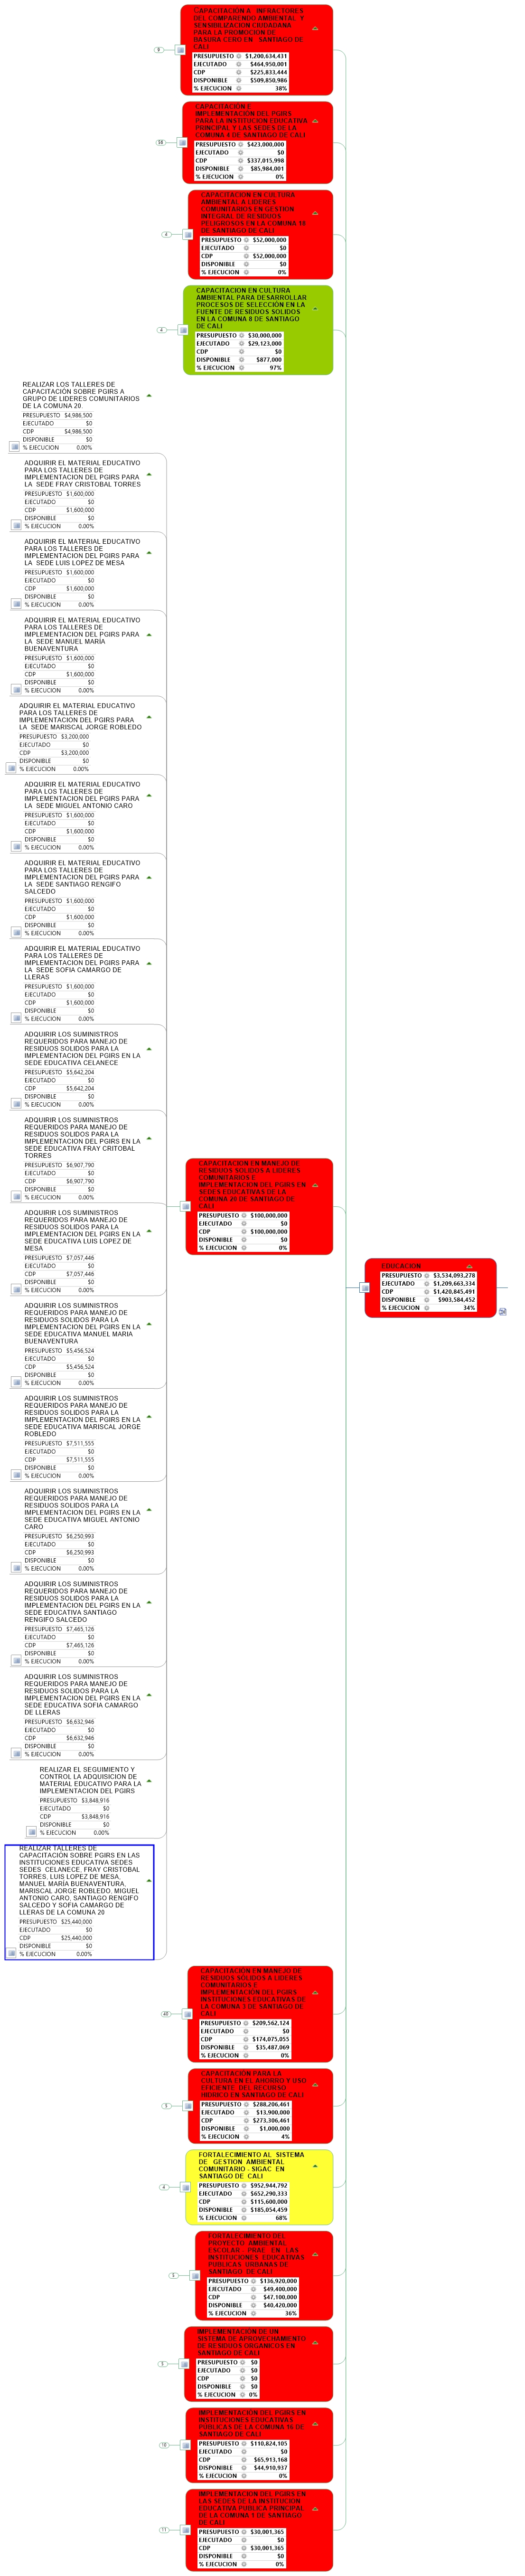 CAPACITACION A INFRACTORES
DEL COMPARENDO AMBIENTAL Y
SENSIBILIZACION CIUDADANA
PARA LA PROMOCION DE
BASURA CERO EN SANTIAGO DE
CALI
PRESUPUESTO $1,200,634,431
EJECUTADO $464,950,001
CDP $225,833,444
DISPONIBLE $509,850,986
% EJECUCION 38%
9
CAPACITACIÓN E
IMPLEMENTACION DEL PGIRS
PARA LA INSTITUCION EDUCATIVA
PRINCIPAL Y LAS SEDES DE LA
COMUNA 4 DE SANTIAGO DE CALI
PRESUPUESTO $423,000,000
EJECUTADO $0
CDP $337,015,998
DISPONIBLE $85,984,001
% EJECUCION 0%
CAPACITACION EN CULTURA
AMBIENTAL A LIDERES
COMUNITARIOS EN GESTION
INTEGRAL DE RESIDUOS
PELIGROSOS EN LA COMUNA 18
DE SANTIAGO DE CALI
PRESUPUESTO $52,000,000
EJECUTADO $0
CDP $52,000,000
DISPONIBLE $0
% EJECUCION 0%
4
CAPACITACION EN CULTURA
AMBIENTAL PARA DESARROLLAR
PROCESOS DE SELECCIÓN EN LA
FUENTE DE RESIDUOS SOLIDOS
EN LA COMUNA 8 DE SANTIAGO
DE CALI
PRESUPUESTO $30,000,000
EJECUTADO $29,123,000
CDP $0
DISPONIBLE $877,000
% EJECUCION 97%
4
REALIZAR LOS TALLERES DE
CAPACITACIÓN SOBRE PGIRS A
GRUPO DE LIDERES COMUNITARIOS
DE LA COMUNA 20
PRESUPUESTO $4,986,500
EJECUTADO $0
CDP $4,986,500
DISPONIBLE $0
% EJECUCION 0.00%
ADQUIRIR EL MATERIAL EDUCATIVO
PARA LOS TALLERES DE
IMPLEMENTACION DEL PGIRS PARA
LA SEDE FRAY CRISTOBAL TORRES
PRESUPUESTO $1,600,000
EJECUTADO $0
CDP $1,600,000
DISPONIBLE $0
% EJECUCION 0.00%
ADQUIRIR EL MATERIAL EDUCATIVO
PARA LOS TALLERES DE
IMPLEMENTACION DEL PGIRS PARA
LA SEDE LUIS LOPEZ DE MESA
PRESUPUESTO $1,600,000
EJECUTADO $0
CDP $1,600,000
DISPONIBLE $0
% EJECUCION 0.00%
ADQUIRIR EL MATERIAL EDUCATIVO
PARA LOS TALLERES DE
IMPLEMENTACION DEL PGIRS PARA
LA SEDE MANUEL MARÍA
BUENAVENTURA
PRESUPUESTO $1,600,000
EJECUTADO $0
CDP $1,600,000
DISPONIBLE $0
% EJECUCION 0.00%
ADQUIRIR EL MATERIAL EDUCATIVO
PARA LOS TALLERES DE
IMPLEMENTACION DEL PGIRS PARA
LA SEDE MARISCAL JORGE ROBLEDO
PRESUPUESTO $3,200,000
EJECUTADO $0
CDP $3,200,000
DISPONIBLE $0
% EJECUCION 0.00%
ADQUIRIR EL MATERIAL EDUCATIVO
PARA LOS TALLERES DE
IMPLEMENTACION DEL PGIRS PARA
LA SEDE MIGUEL ANTONIO CARO
PRESUPUESTO $1,600,000
EJECUTADO $0
CDP $1,600,000
DISPONIBLE $0
% EJECUCION 0.00%
ADQUIRIR EL MATERIAL EDUCATIVO
PARA LOS TALLERES DE
IMPLEMENTACION DEL PGIRS PARA
LA SEDE SANTIAGO RENGIFO
SALCEDO
PRESUPUESTO $1,600,000
EJECUTADO $0
CDP $1,600,000
DISPONIBLE $0
% EJECUCION 0.00%
ADQUIRIR EL MATERIAL EDUCATIVO
PARA LOS TALLERES DE
IMPLEMENTACION DEL PGIRS PARA
LA SEDE SOFIA CAMARGO DE
LLERAS
PRESUPUESTO $1,600,000
EJECUTADO $0
CDP $1,600,000
DISPONIBLE $0
% EJECUCION 0.00%
ADQUIRIR LOS SUMINISTROS
REQUERIDOS PARA MANEJO DE
RESIDUOS SOLIDOS PARA LA
IMPLEMENTACION DEL PGIRS EN LA
SEDE EDUCATIVA CELANECE
PRESUPUESTO $5,642,204
EJECUTADO $0
CDP $5,642,204
DISPONIBLE $0
% EJECUCION 0.00%
ADQUIRIR LOS SUMINISTROS
REQUERIDOS PARA MANEJO DE
RESIDUOS SOLIDOS PARA LA
IMPLEMENTACION DEL PGIRS EN LA
SEDE EDUCATIVA FRAY CRITOBAL
TORRES
PRESUPUESTO $6,907,790
EJECUTADO $0
CDP $6,907,790
DISPONIBLE $0
% EJECUCION 0.00%
ADQUIRIR LOS SUMINISTROS
REQUERIDOS PARA MANEJO DE
RESIDUOS SOLIDOS PARA LA
IMPLEMENTACION DEL PGIRS EN LA
SEDE EDUCATIVA LUIS LOPEZ DE
MESA
PRESUPUESTO $7,057,446
EJECUTADO $0
CDP $7,057,446
DISPONIBLE $0
% EJECUCION 0.00%
ADQUIRIR LOS SUMINISTROS
REQUERIDOS PARA MANEJO DE
RESIDUOS SOLIDOS PARA LA
IMPLEMENTACION DEL PGIRS EN LA
SEDE EDUCATIVA MANUEL MARIA
BUENAVENTURA
PRESUPUESTO $5,456,524
EJECUTADO $0
CDP $5,456,524
DISPONIBLE $0
% EJECUCION 0.00%
ADQUIRIR LOS SUMINISTROS
REQUERIDOS PARA MANEJO DE
RESIDUOS SOLIDOS PARA LA
IMPLEMENTACION DEL PGIRS EN LA
SEDE EDUCATIVA MARISCAL JORGE
ROBLEDO
PRESUPUESTO $7,511,555
EJECUTADO $0
CDP $7,511,555
DISPONIBLE $0
% EJECUCION 0.00%
ADQUIRIR LOS SUMINISTROS
REQUERIDOS PARA MANEJO DE
RESIDUOS SOLIDOS PARA LA
IMPLEMENTACION DEL PGIRS EN LA
SEDE EDUCATIVA MIGUEL ANTONIO
CARO
PRESUPUESTO $6,250,993
EJECUTADO $0
CDP $6,250,993
DISPONIBLE $0
% EJECUCION 0.00%
ADQUIRIR LOS SUMINISTROS
REQUERIDOS PARA MANEJO DE
RESIDUOS SOLIDOS PARA LA
IMPLEMENTACION DEL PGIRS EN LA
SEDE EDUCATIVA SANTIAGO
RENGIFO SALCEDO
PRESUPUESTO $7,465,126
EJECUTADO $0
CDP $7,465,126
DISPONIBLE $0
% EJECUCION 0.00%
ADQUIRIR LOS SUMINISTROS
REQUERIDOS PARA MANEJO DE
RESIDUOS SOLIDOS PARA LA
IMPLEMENTACION DEL PGIRS EN LA
SEDE EDUCATIVA SOFIA CAMARGO
DE LLERAS
PRESUPUESTO $6,632,946
EJECUTADO $0
CDP $6,632,946
DISPONIBLE $0
% EJECUCION 0.00%
REALIZAR EL SEGUIMIENTO Y
CONTROL LA ADQUISICION DE
MATERIAL EDUCATIVO PARA LA
IMPLEMENTACION DEL PGIRS
PRESUPUESTO $3,848,916
EJECUTADO $0
CDP $3,848,916
DISPONIBLE $0
% EJECUCION 0.00%
REALIZAR TALLERES DE
CAPACITACIÓN SOBRE PGIRS EN LAS
INSTITUCIONES EDUCATIVA SEDES
SEDES CELANECE, FRAY CRISTOBAL
TORRES, LUIS LOPEZ DE MESA,
MANUEL MARÍA BUENAVENTURA,
MARISCAL JORGE ROBLEDO, MIGUEL
ANTONIO CARO, SANTIAGO RENGIFO
SALCEDO Y SOFIA CAMARGO DE
LLERAS DE LA COMUNA 20
PRESUPUESTO $25,440,000
EJECUTADO $0
CDP $25,440,000
DISPONIBLE $0
% EJECUCION 0.00%
CAPACITACION EN MANEJO DE
RESIDUOS SOLIDOS A LIDERES
COMUNITARIOS E
IMPLEMENTACION DEL PGIRS EN
SEDES EDUCATIVAS DE LA
COMUNA 20 DE SANTIAGO DE
CALI
PRESUPUESTO $100,000,000
EJECUTADO $0
CDP $100,000,000
DISPONIBLE $0
% EJECUCION 0%
EDUCACION
PRESUPUESTO $3,534,093,278
EJECUTADO $1,209,663,334
CDP $1,420,845,491
DISPONIBLE $903,584,452
% EJECUCION 34%
CAPACITACIÓN EN MANEJO DE
RESIDUOS SOLIDOS A LIDERES
COMUNITARIOS E
IMPLEMENTACIÓN DEL PGIRS
INSTITUCIONES EDUCATIVAS DE
LA COMUNA 3 DE SANTIAGO DE
CALI
PRESUPUESTO $209,562,124
EJECUTADO $0
CDP $174,075,055
DISPONIBLE $35,487,069
% EJECUCION 0%
CAPACITACIÓN PARA LA
CULTURA EN EL AHORRO Y USO
EFICIENTE DEL RECURSO
HIDRICO EN SANTIAGO DE CALI
PRESUPUESTO $288,206,461
EJECUTADO $13,900,000
CDP $273,306,461
DISPONIBLE $1,000,000
% EJECUCION 4%
FORTALECIMIENTO AL SISTEMA
DE GESTION AMBIENTAL
COMUNITARIO - SIGAC EN
SANTIAGO DE CALI
PRESUPUESTO $952,944,792
EJECUTADO $652,290,333
CDP $115,600,000
DISPONIBLE $185,054,459
% EJECUCION 68%
4
FORTALECIMIENTO DEL
PROYECTO AMBIENTAL
ESCOLAR PRAE EN LAS
INSTITUCIONES EDUCATIVAS
PUBLICAS URBANAS DE
SANTIAGO DE CALI
PRESUPUESTO $136,920,000
EJECUTADO $49,400,000
CDP $47,100,000
DISPONIBLE $40,420,000
% EJECUCION 36%
IMPLEMENTACIÓN DE UN
SISTEMA DE APROVECHAMIENTO
DE RESIDUOS ORGANICOS EN
SANTIAGO DE CALI
PRESUPUESTO $0
EJECUTADO $0
CDP $0
DISPONIBLE $0
% EJECUCION 0%
IMPLEMENTACIÓN DEL PGIRS EN
INSTITUCIONES EDUCATIVAS
PUBLICAS DE LA COMUNA 16 DE
SANTIAGO DE CALI
PRESUPUESTO $110,824,105
EJECUTADO $0
CDP $65,913,168
DISPONIBLE $44,910,937
% EJECUCION 0%
10
IMPLEMENTACION DEL PGIRS EN
LAS SEDES DE LA INSTITUCION
EDUCATIVA PUBLICA PRINCIPAL
DE LA COMUNA 1 DE SANTIAGO
DE CALI
PRESUPUESTO $30,001,365
EJECUTADO $0
CDP $30,001,365
DISPONIBLE $0
% EJECUCION 0%
11